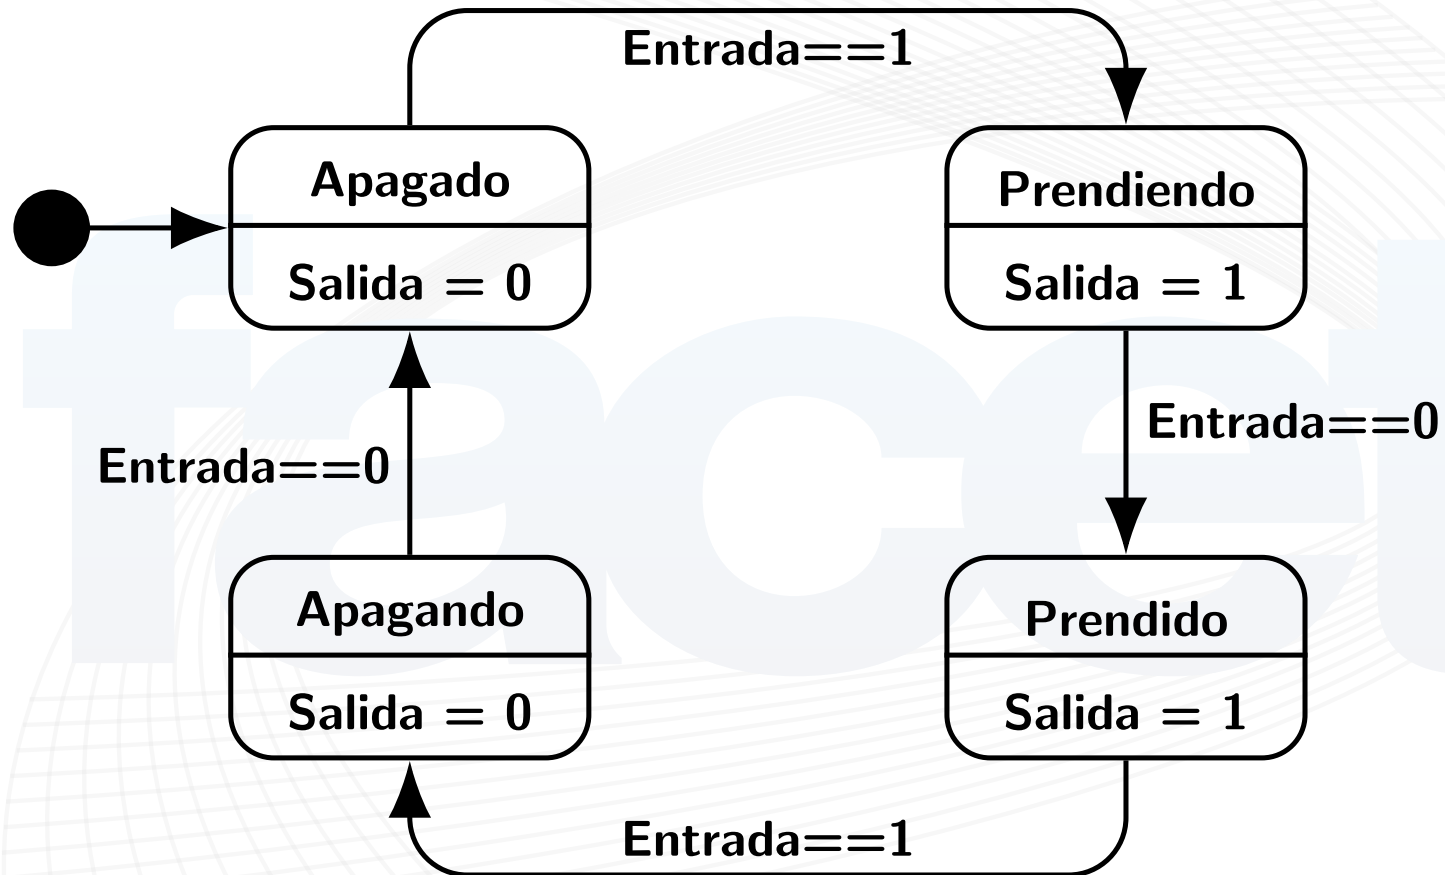 Entrada==1
Apagado
Salida = 0
Prendiendo
Salida = 1
Entrada==0
Entrada==0
Apagando
Salida = 0
Prendido
Salida = 1
Entrada==1
facet